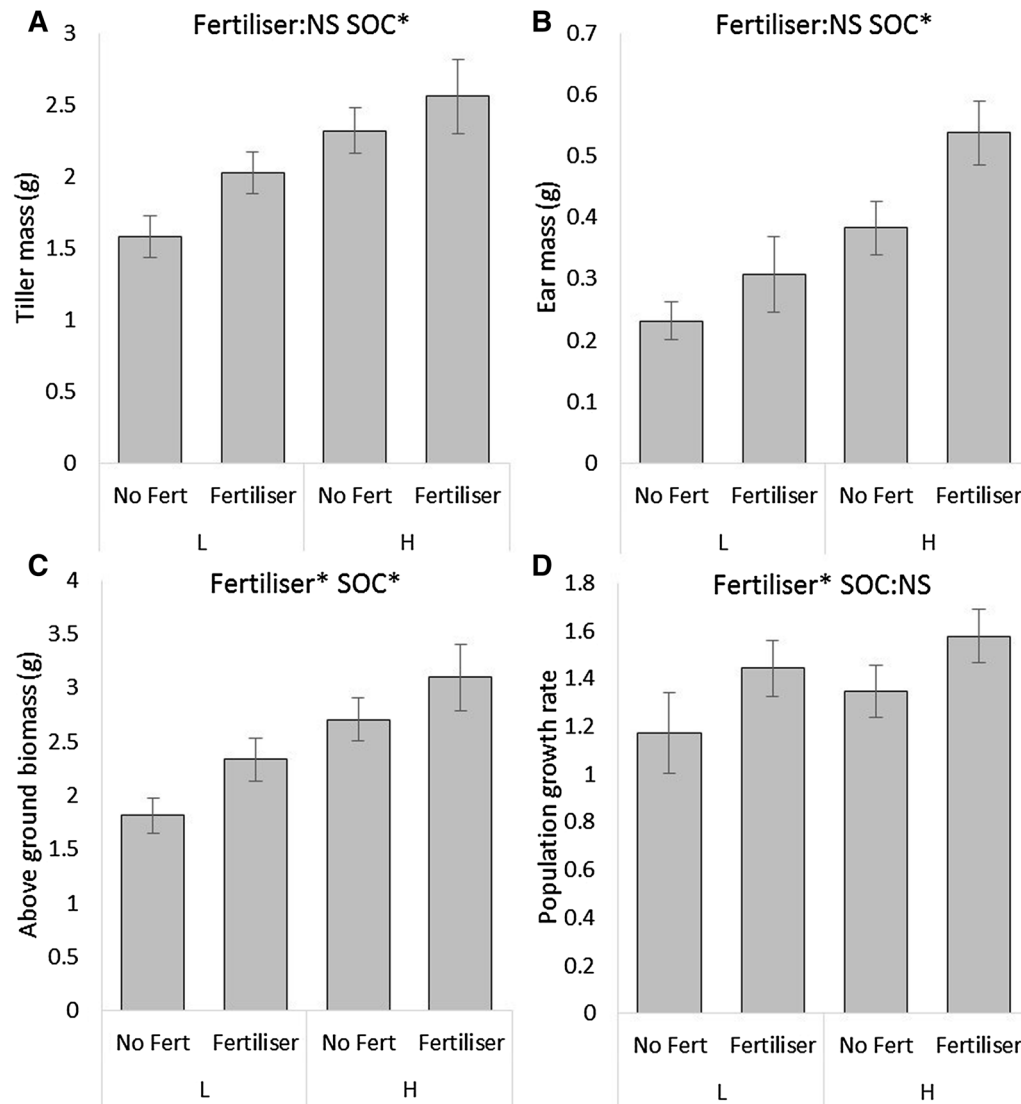 A
Fertiliser:NS SOC*
Tiller mass (g)
3
2.5
2
1.5
1
0.5
0
No Fert Fertiliser No Fert Fertiliser
L H
B
Fertiliser:NS SOC*
Ear mass (g)
0.7
0.6
0.5
0.4
0.3
0.2
0.1
0
No Fert Fertiliser No Fert Fertiliser
L H
C
Fertiliser* SOC*
Above ground biomass (g)
4
3.5
3
2.5
2
1.5
1
0.5
0
No Fert Fertiliser No Fert Fertiliser
L H
D
Fertiliser* SOC:NS
Population growth rate
1.8
1.6
1.4
1.2
1
0.8
0.6
0.4
0.2
0
No Fert Fertiliser No Fert Fertiliser
L H